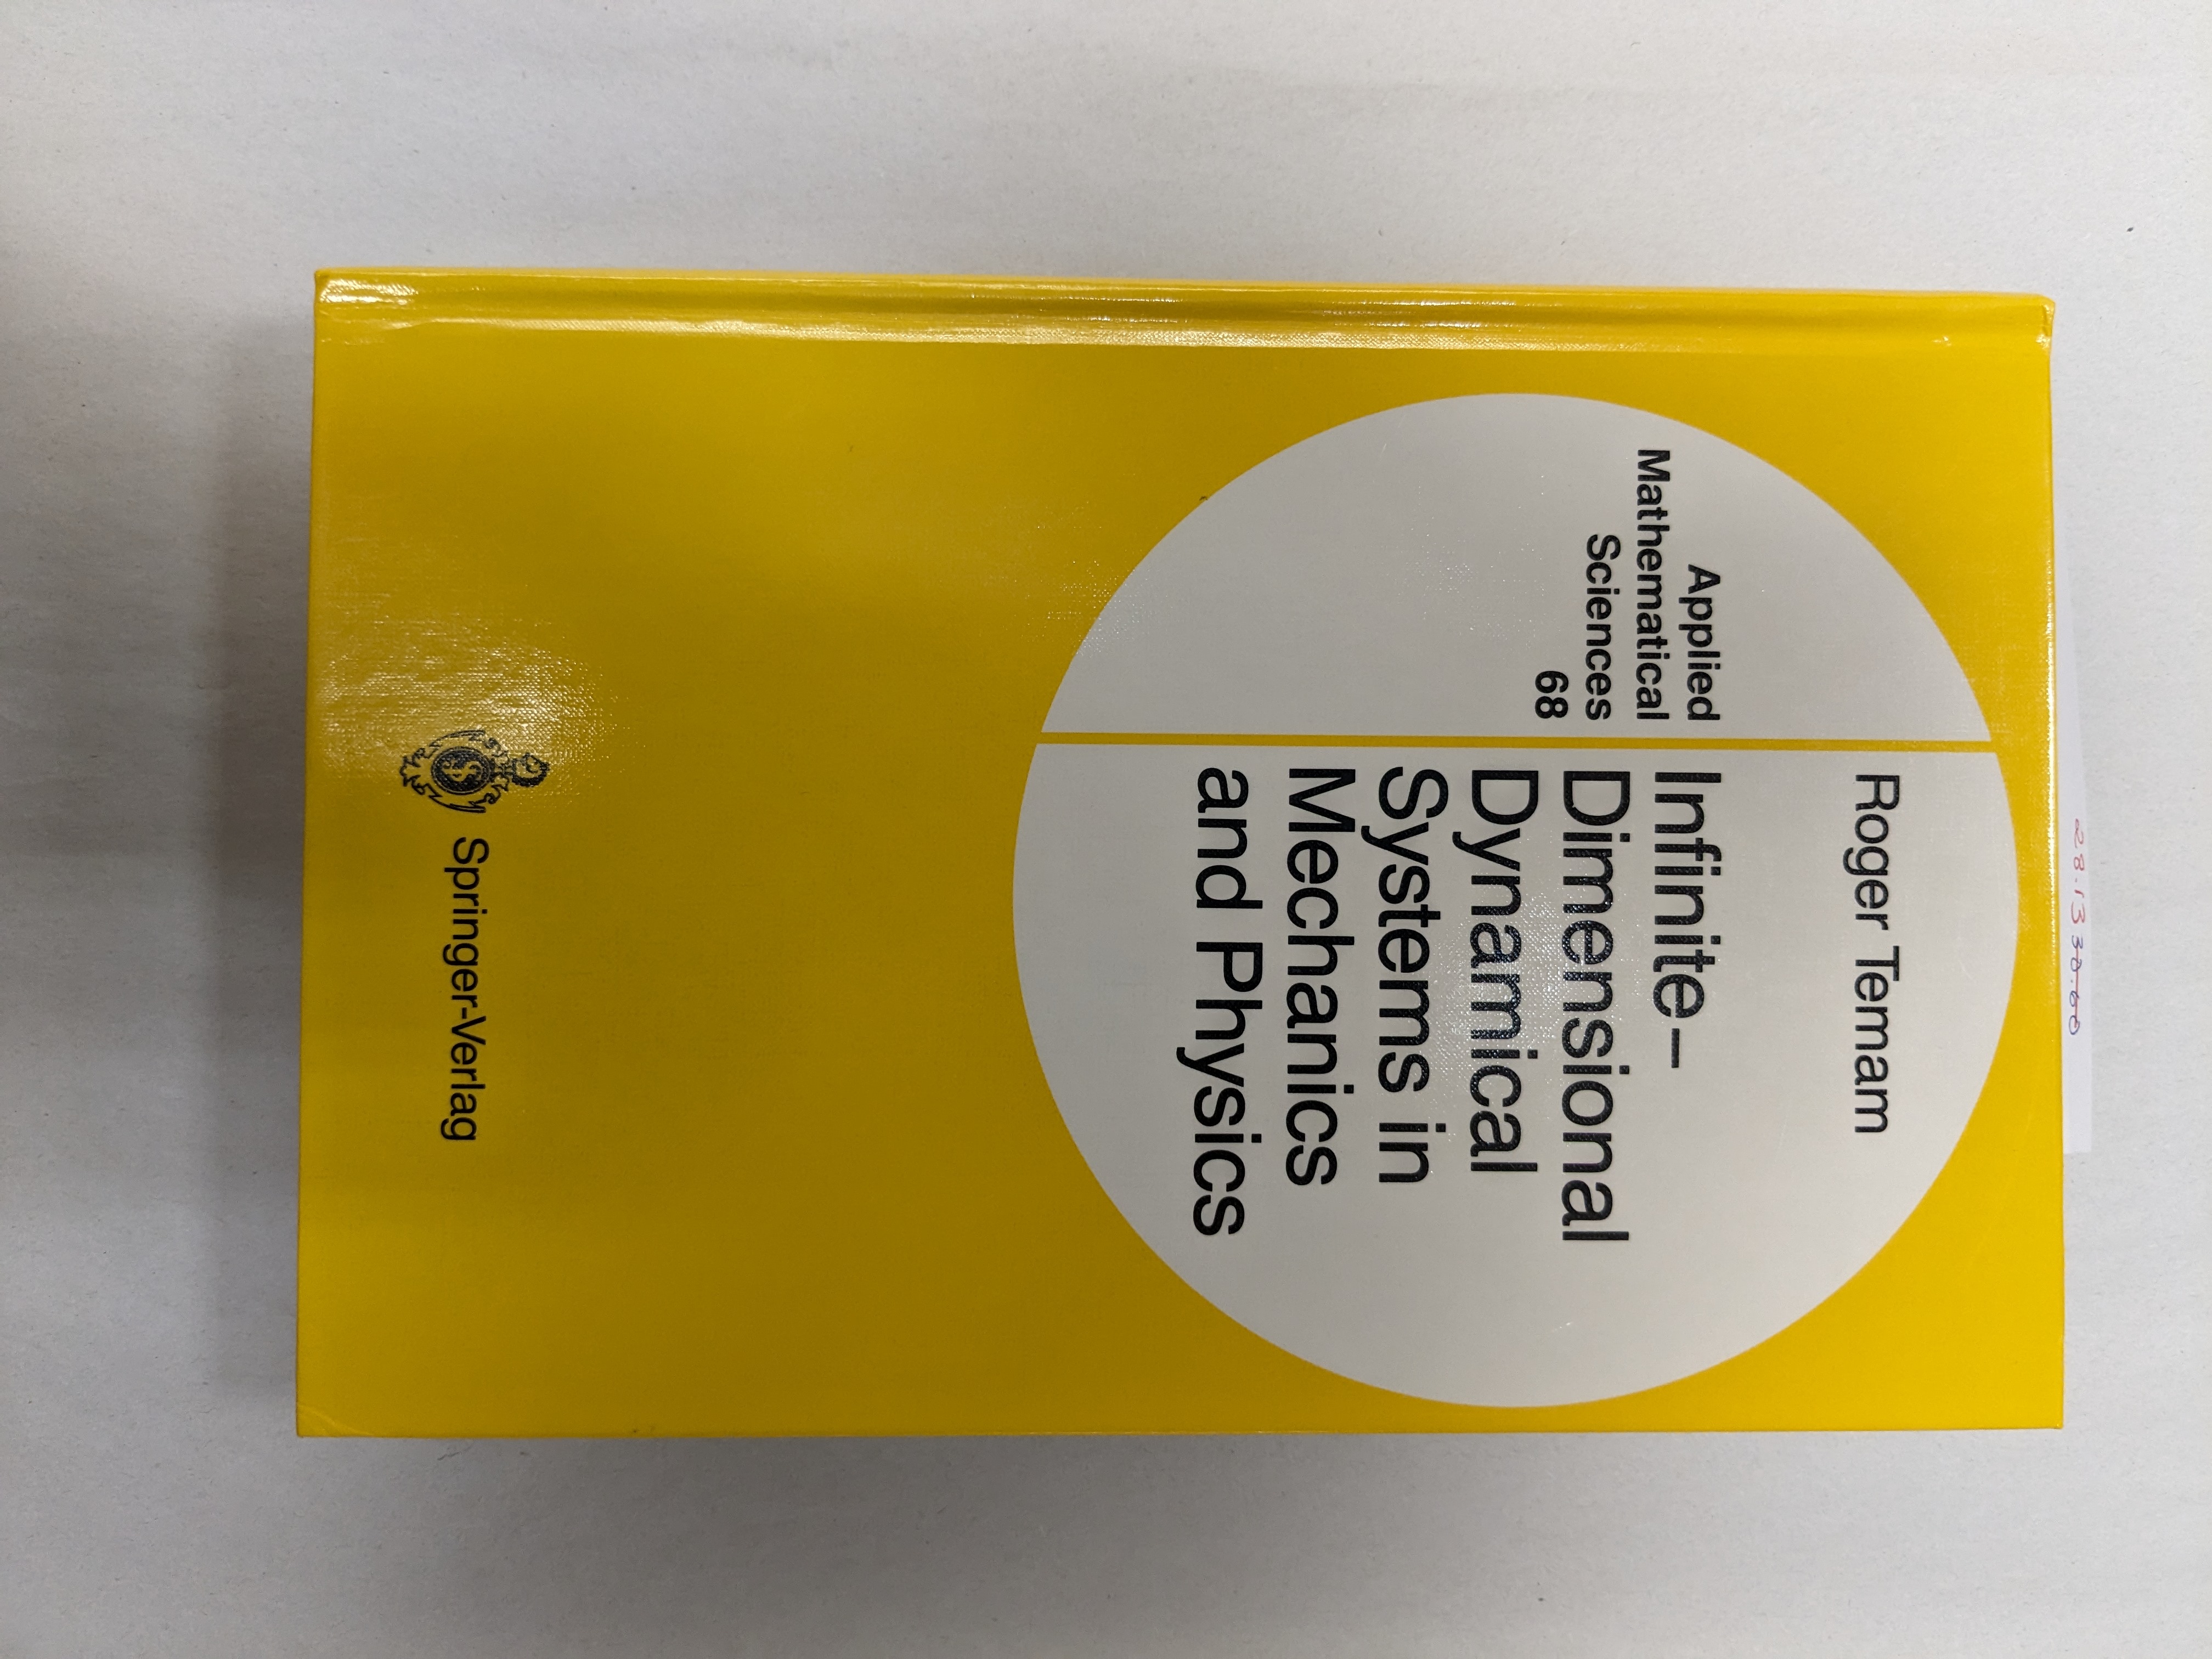 Roger Temam
Applied
Mathematical
Sciences
68
Infinite–
Dimensional
Dynamical
Systems in
Mechanics
and Physics
Springer-Verlag